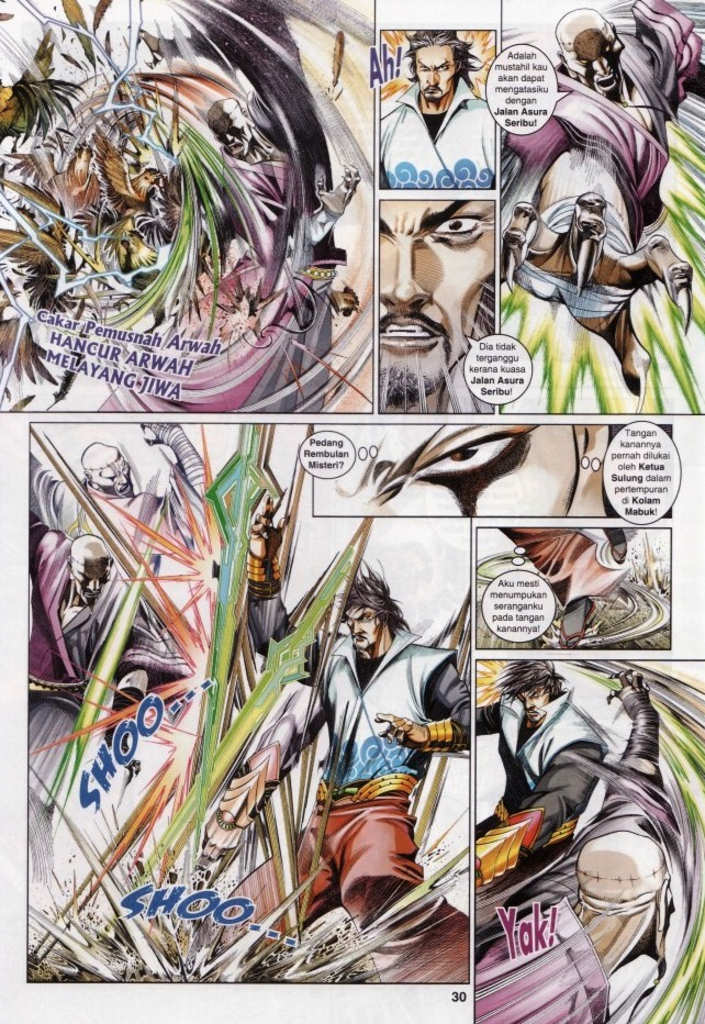 Cakar Pemusnah Arwah
HANCUR ARWAH
MELAYANG JIWA
Ah!
Adalah
mustahil kau
akan dapat
mengatasiku
dengan
Jalan Asura
Seribu!
Dia tidak
terganggu
kerana kuasa
Jalan Asura
Seribu!
Pedang
Rembulan
Misteri?
Tangan
kanannya
pernah dilukai
oleh Ketua
Sulung dalam
pertempuran
di Kolam
Mabuk!
Aku mesti
menumpukan
seranganku
pada tangan
kanannya!
SHOO...
SHOO...
Yiak!
30